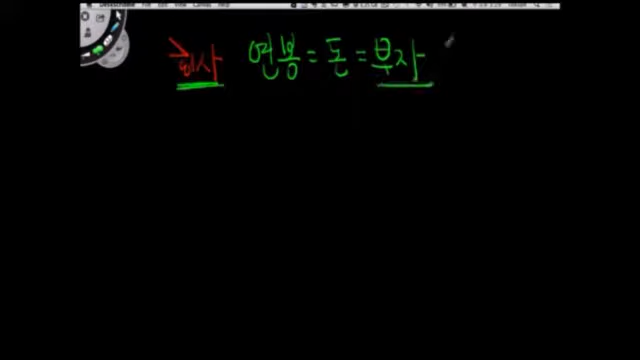 회사 연봉 = 돈 = 부자